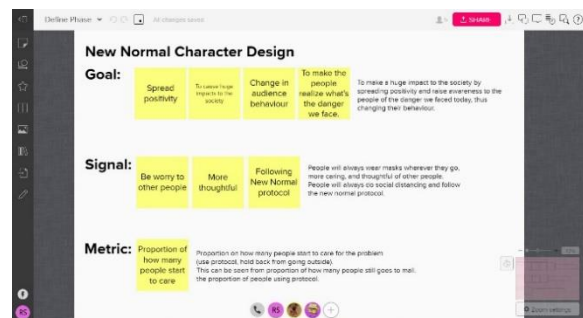 Define Phase
All changes saved
SHARE
New Normal Character Design
Goal:
Spread
positivity
To cause huge
impacts to the
society
Change in
audience
behaviour
To make the
people
realize what's
the danger
we face.
To make a huge impact to the society by
spreading positivity and raise awareness to the
people of the danger we faced today, thus
changing their behaviour.
Signal:
Be worry to
other people
More
thoughtful
Following
New Normal
protocol
People will always wear masks wherever they go,
more caring, and thoughtful of other people.
People will always do social distancing and follow
the new normal protocol.
Metric:
Proportion of
how many
people start
to care
Proportion on how many people start to care for the problem
(use protocol, hold back from going outside).
This can be seen from proportion of how many people still goes to mall,
the proportion of people using protocol.
RS
RS
Zoom settings